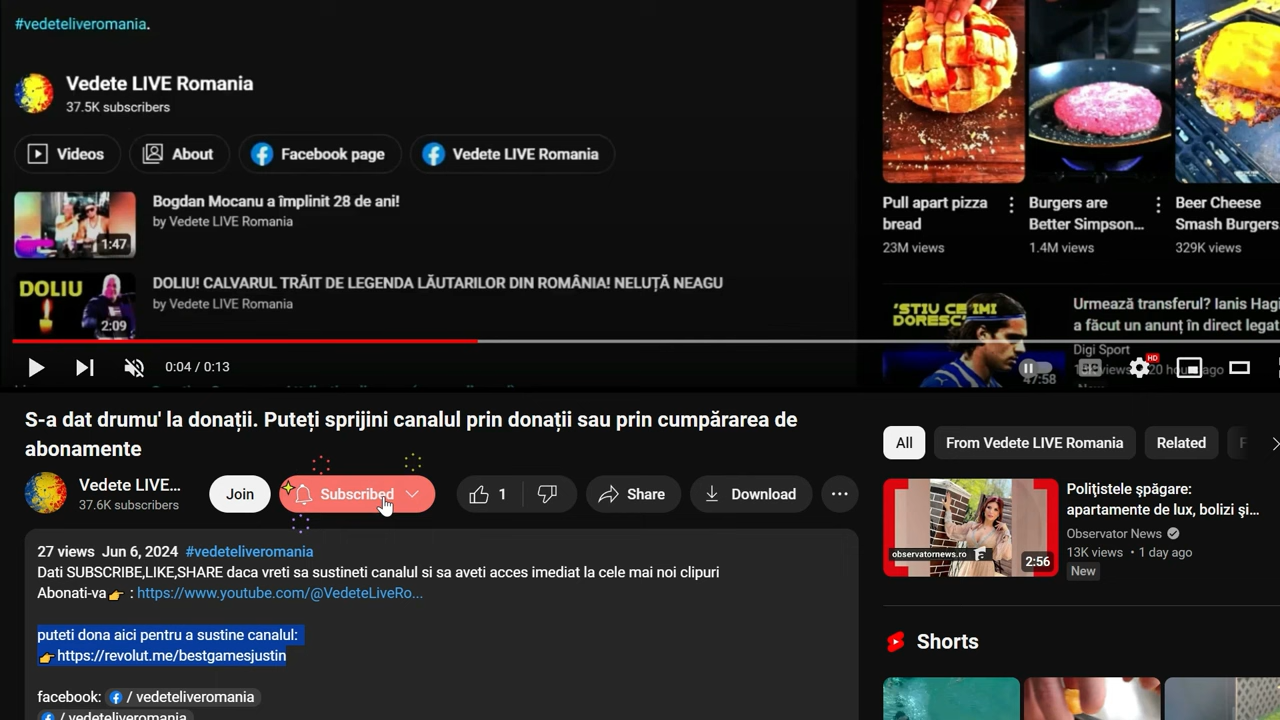 #vedeteliveromania.
Vedete LIVE Romania
37.5K subscribers
Videos
About
Facebook page
Vedete LIVE Romania
Bogdan Mocanu a împlinit 28 de ani!
by Vedete LIVE Romania
1:47
DOLIU! CALVARUL TRĂIT DE LEGENDA LĂUTARILOR DIN ROMÂNIA! NELUȚĂ NEAGU
by Vedete LIVE Romania
DOLIU
2:09
0:04 / 0:13
Pull apart pizza
bread
23M views
Burgers are
Better Simpson...
1.4M views
Beer Cheese
Smash Burgers
329K views
'ȘTIU CE ÎMI
DORESC'
47:58
Urmează transferul? Ianis Hagi
a făcut un anunț în direct legat
Digi Sport
20 hours ago
HD
S-a dat drumu' la donații. Puteți sprijini canalul prin donații sau prin cumpărarea de
abonamente
Vedete LIVE...
37.6K subscribers
Join
Subscribed
1
Share
Download
27 views Jun 6, 2024 #vedeteliveromania
Dati SUBSCRIBE,LIKE,SHARE daca vreti sa sustineti canalul si sa aveti acces imediat la cele mai noi clipuri
Abonati-va👉 : https://www.youtube.com/@VedeteLiveRo...
puteti dona aici pentru a sustine canalul:
👉https://revolut.me/bestgamesjustin
facebook: / vedeteliveromania
/ vedeteliveromania
All
From Vedete LIVE Romania
Related
F
Polițistele șpăgare:
apartamente de lux, bolizi și...
Observator News
13K views • 1 day ago
New
observatornews.ro
2:56
Shorts